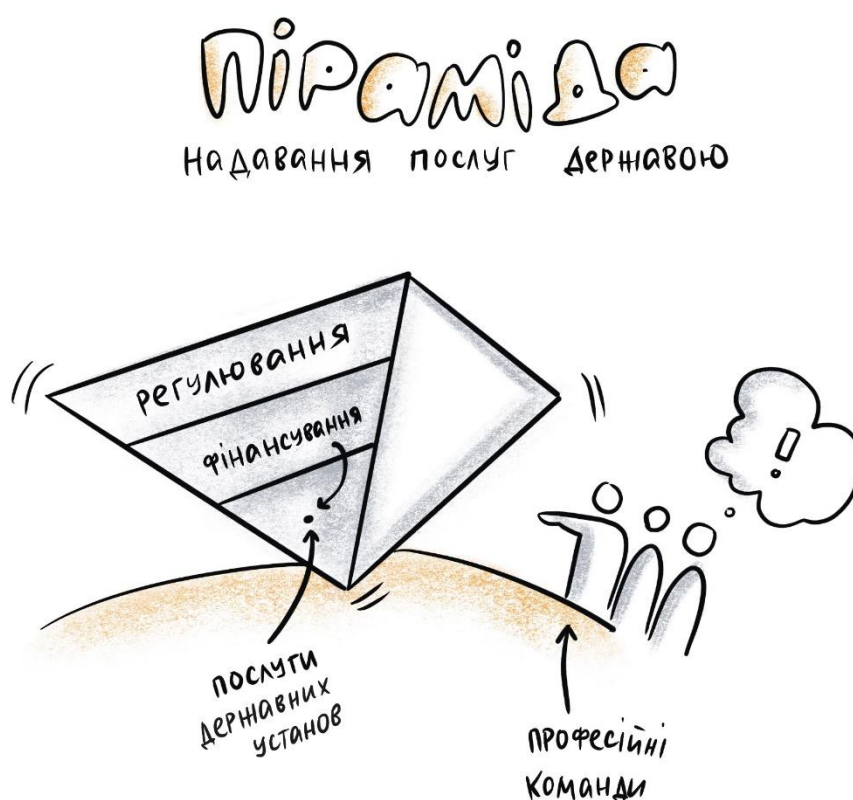 Піраміда
надавання послуг державою
регулювання
фінансування
послуги
державних
установ
!
професійні
команди